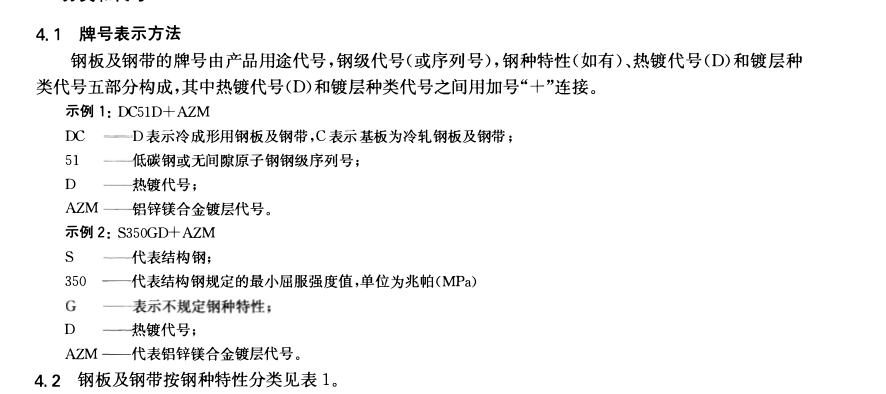 4.1 牌号表示方法
钢板及钢带的牌号由产品用途代号,钢级代号(或序列号),钢种特性(如有)、热镀代号(D)和镀层种
类代号五部分构成,其中热镀代号(D)和镀层种类代号之间用加号“+”连接。
示例 1: DC51D+AZM
DC ——D 表示冷成形用钢板及钢带,C 表示基板为冷轧钢板及钢带;
51 ——低碳钢或无间隙原子钢钢级序列号;
D ——热镀代号;
AZM ——铝锌镁合金镀层代号。
示例 2: S350GD+AZM
S ——代表结构钢;
350 ——代表结构钢规定的最小屈服强度值,单位为兆帕(MPa)
G ——表示不规定钢种特性;
D ——热镀代号;
AZM ——代表铝锌镁合金镀层代号。
4.2 钢板及钢带按钢种特性分类见表 1。